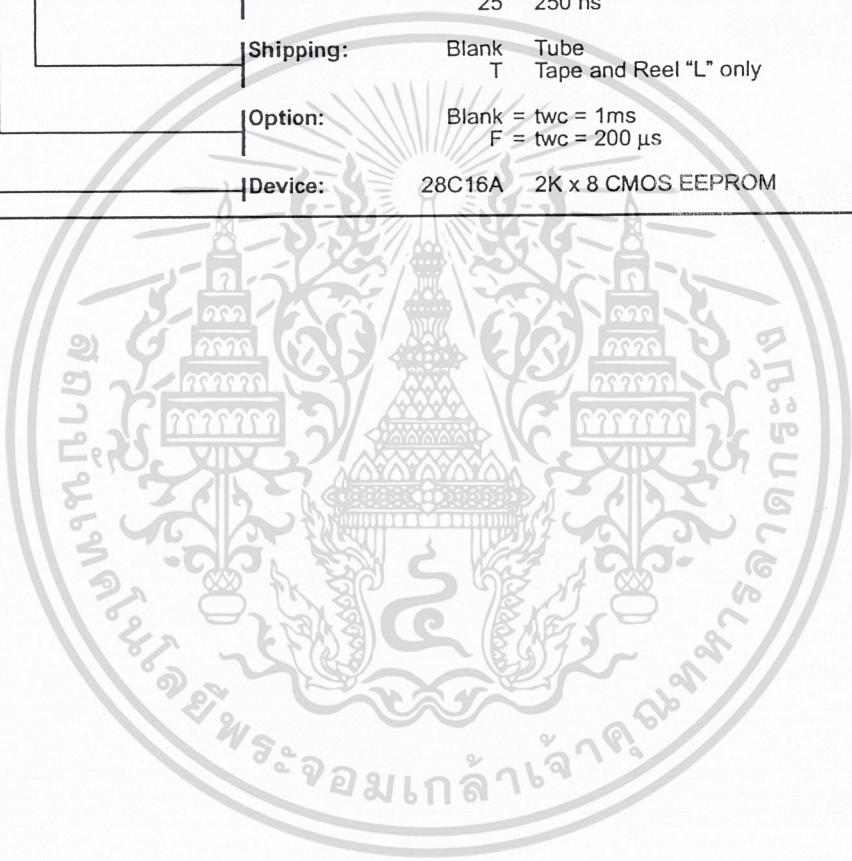 25 250 ns
Shipping: Blank Tube
T Tape and Reel “L” only
Option: Blank = twc = 1ms
F = twc = 200 μs
Device: 28C16A 2K x 8 CMOS EEPROM
สถาบันเทคโนโลยีพระจอมเกล้าเจ้าคุณทหารลาดกระบัง